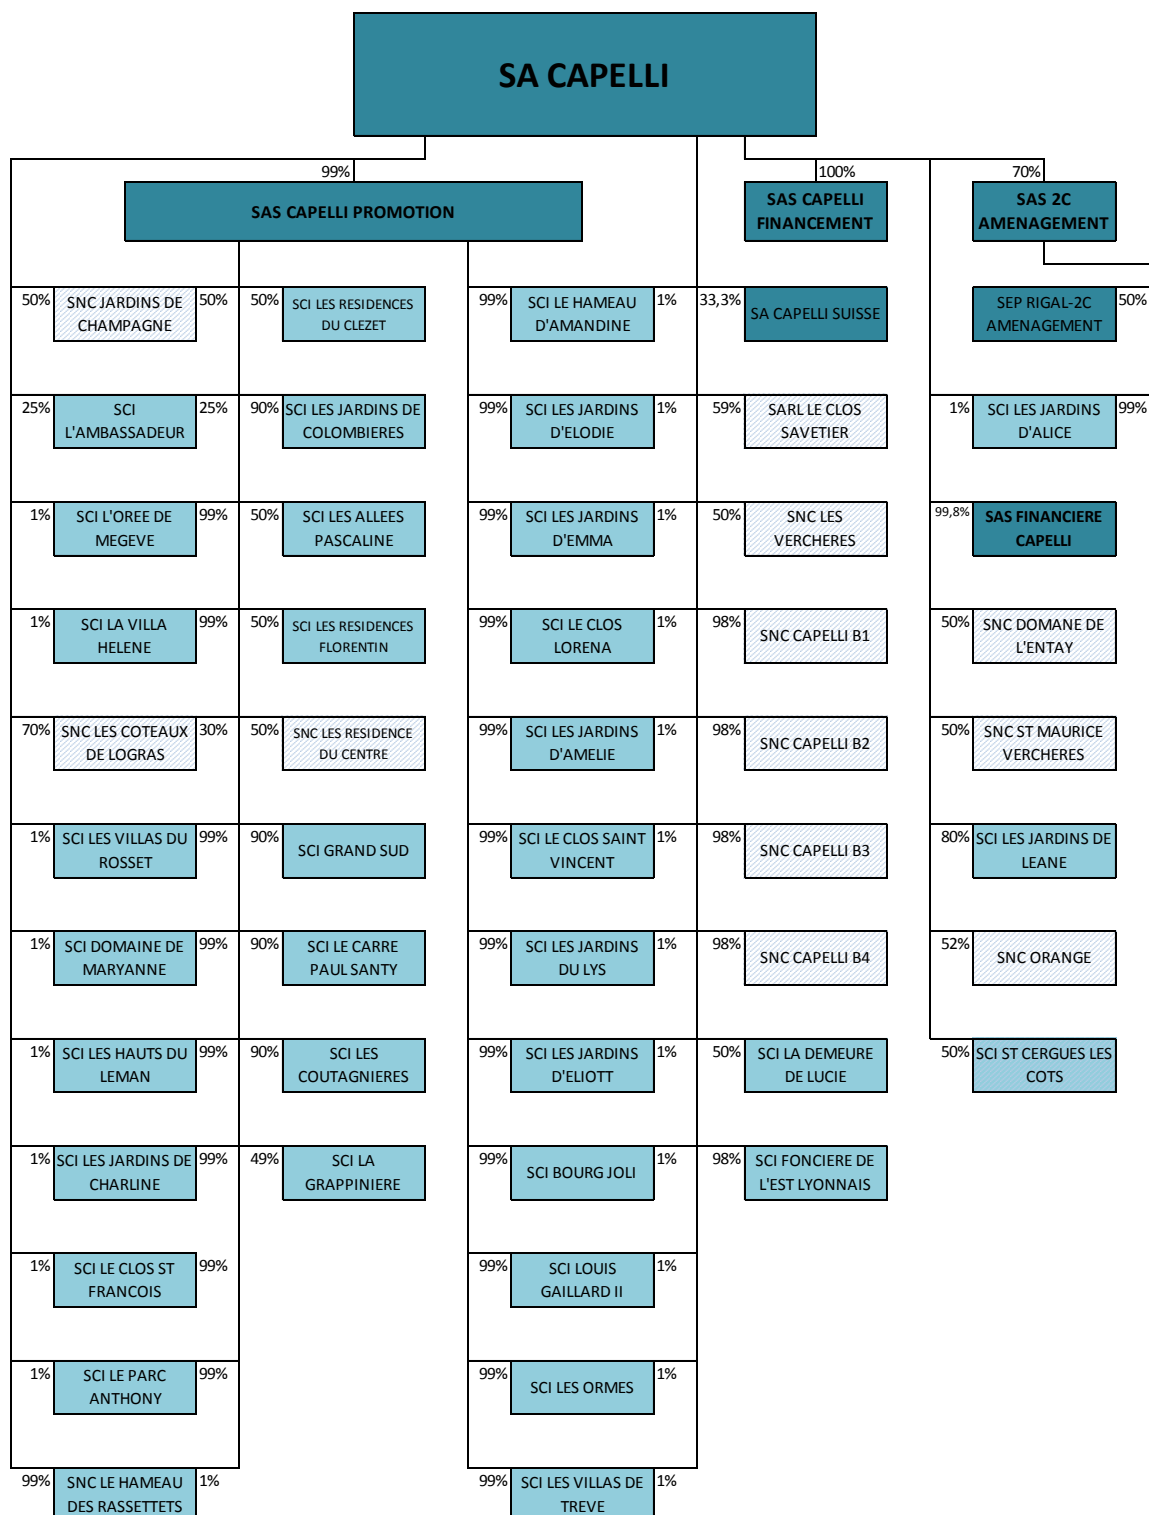 SA CAPELLI
99%
100%
70%
SAS CAPELLI PROMOTION
SAS CAPELLI
FINANCEMENT
SAS 2C
AMENAGEMENT
50%
SNC JARDINS DE
CHAMPAGNE
50%
50%
SCI LES RESIDENCES
DU CLEZET
99%
SCI LE HAMEAU
D'AMANDINE
1%
33,3%
SA CAPELLI SUISSE
SEP RIGAL-2C
AMENAGEMENT
50%
25%
SCI
L'AMBASSADEUR
25%
90%
SCI LES JARDINS DE
COLOMBIERES
99%
SCI LES JARDINS
D'ELODIE
1%
59%
SARL LE CLOS
SAVETIER
1%
SCI LES JARDINS
D'ALICE
99%
1%
SCI L'OREE DE
MEGEVE
99%
50%
SCI LES ALLEES
PASCALINE
99%
SCI LES JARDINS
D'EMMA
1%
50%
SNC LES
VERCHERES
99,8%
SAS FINANCIERE
CAPELLI
1%
SCI LA VILLA
HELENE
99%
50%
SCI LES RESIDENCES
FLORENTIN
99%
SCI LE CLOS
LORENA
1%
98%
SNC CAPELLI B1
50%
SNC DOMANE DE
L'ENTAY
70%
SNC LES COTEAUX
DE LOGRAS
30%
50%
SNC LES RESIDENCE
DU CENTRE
99%
SCI LES JARDINS
D'AMELIE
1%
98%
SNC CAPELLI B2
50%
SNC ST MAURICE
VERCHERES
1%
SCI LES VILLAS DU
ROSSET
99%
90%
SCI GRAND SUD
99%
SCI LE CLOS SAINT
VINCENT
1%
98%
SNC CAPELLI B3
80%
SCI LES JARDINS DE
LEANE
1%
SCI DOMAINE DE
MARYANNE
99%
90%
SCI LE CARRE
PAUL SANTY
99%
SCI LES JARDINS
DU LYS
1%
98%
SNC CAPELLI B4
52%
SNC ORANGE
1%
SCI LES HAUTS DU
LEMAN
99%
90%
SCI LES
COUTAGNIERES
99%
SCI LES JARDINS
D'ELIOTT
1%
50%
SCI LA DEMEURE
DE LUCIE
50%
SCI ST CERGUES LES
COTS
1%
SCI LES JARDINS DE
CHARLINE
99%
49%
SCI LA
GRAPPINIERE
99%
SCI BOURG JOLI
1%
98%
SCI FONCIERE DE
L'EST LYONNAIS
1%
SCI LE CLOS ST
FRANCOIS
99%
99%
SCI LOUIS
GAILLARD II
1%
1%
SCI LE PARC
ANTHONY
99%
99%
SCI LES ORMES
1%
99%
SNC LE HAMEAU
DES RASSETTETS
1%
99%
SCI LES VILLAS DE
TREVE
1%